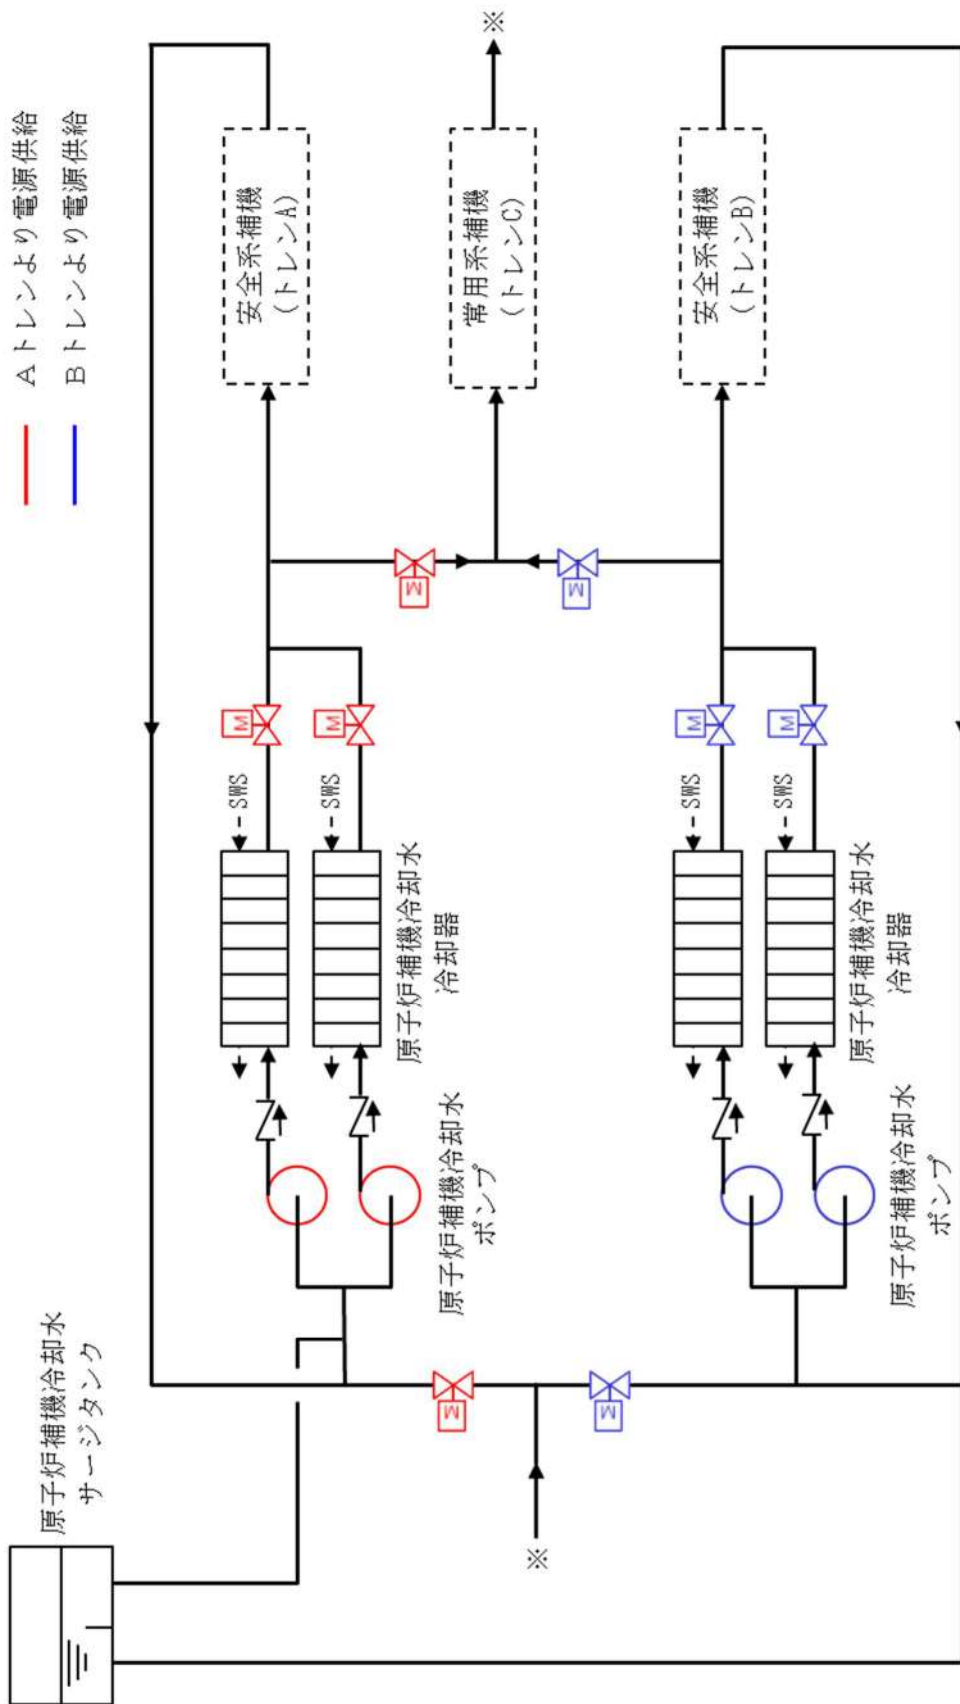 Aトレンより電源供給
Bトレンより電源供給
原子炉補機冷却水
サージタンク
※
※
安全系補機
(トレンA)
常用系補機
(トレンC)
安全系補機
(トレンB)
M
M
M
M
M
M
M
M
SWS
SWS
SWS
SWS
原子炉補機冷却水
冷却器
原子炉補機冷却水
冷却器
原子炉補機冷却水
ポンプ
原子炉補機冷却水
ポンプ